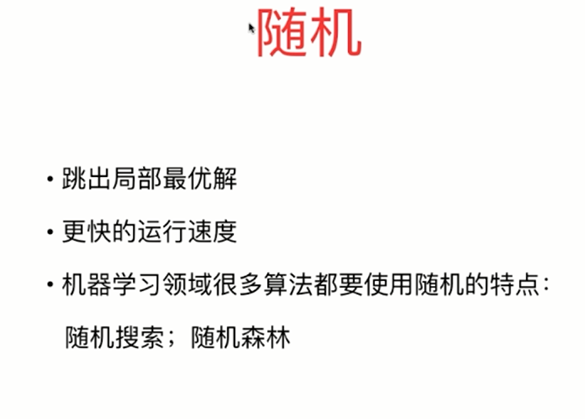 随机
• 跳出局部最优解
• 更快的运行速度
• 机器学习领域很多算法都要使用随机的特点：
随机搜索；随机森林